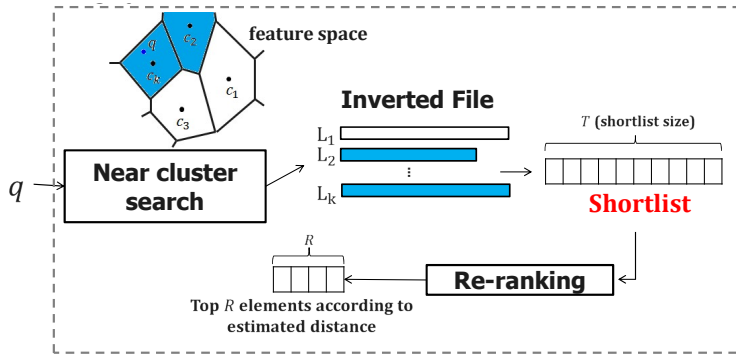 feature space
q
c₂
cₖ
c₁
c₃
Inverted File
L₁
L₂
...
Lₖ
q
Near cluster
search
T (shortlist size)
Shortlist
Re-ranking
R
Top R elements according to
estimated distance